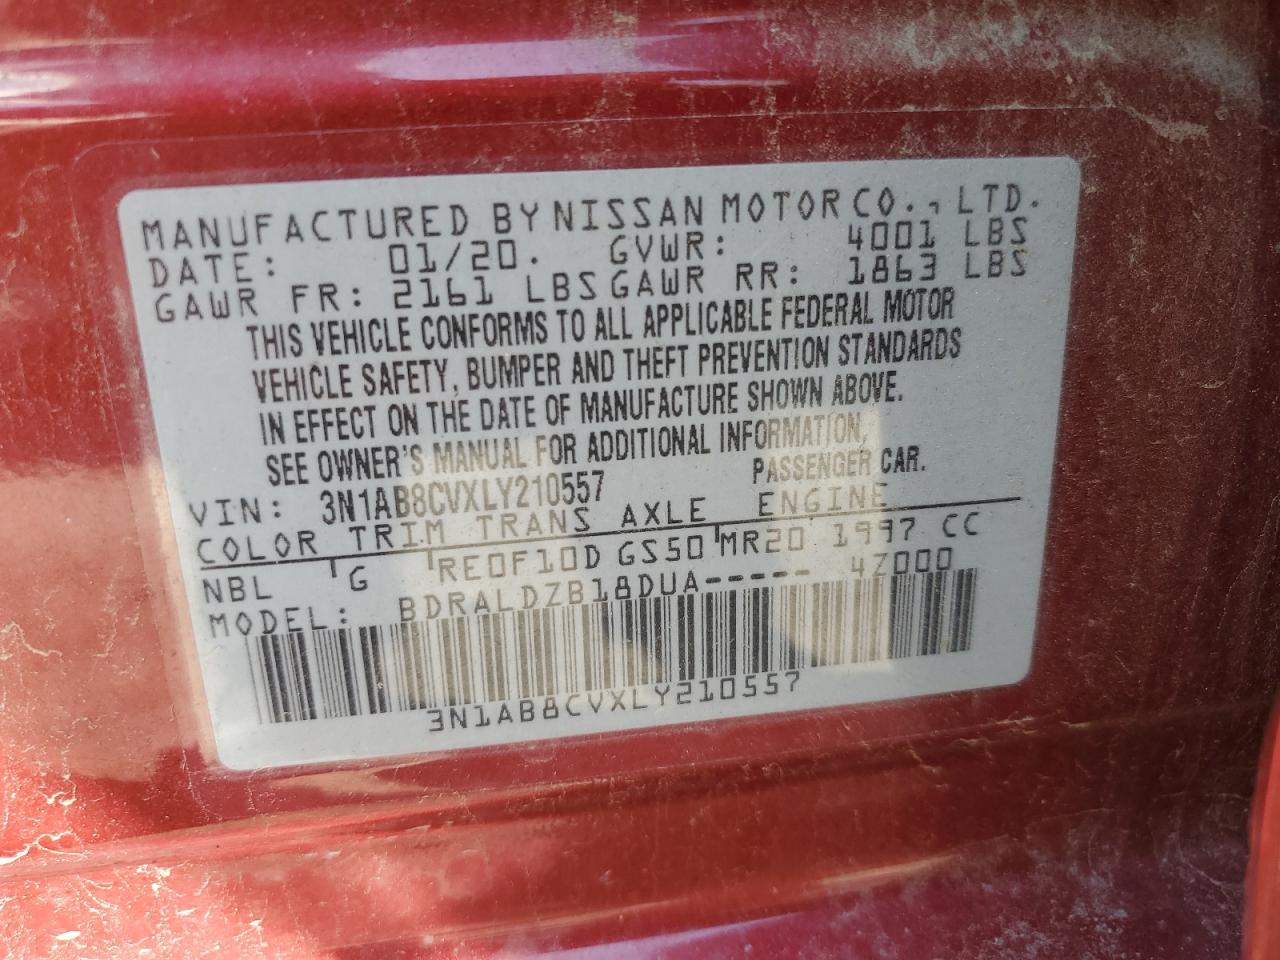 MANUFACTURED BY NISSAN MOTOR CO., LTD.
DATE: 01/20. GVWR: 4001 LBS
GAWR FR: 2161 LBS GAWR RR: 1863 LBS
THIS VEHICLE CONFORMS TO ALL APPLICABLE FEDERAL MOTOR
VEHICLE SAFETY, BUMPER AND THEFT PREVENTION STANDARDS
IN EFFECT ON THE DATE OF MANUFACTURE SHOWN ABOVE.
SEE OWNER'S MANUAL FOR ADDITIONAL INFORMATION,
VIN: 3N1AB8CVXLY210557 PASSENGER CAR.
COLOR TRIM TRANS AXLE ENGINE
NBL G RE0F10D GS50 MR20 1997 CC
MODEL: BDRALDZB18DUA----- 4Z000
3N1AB8CVXLY210557